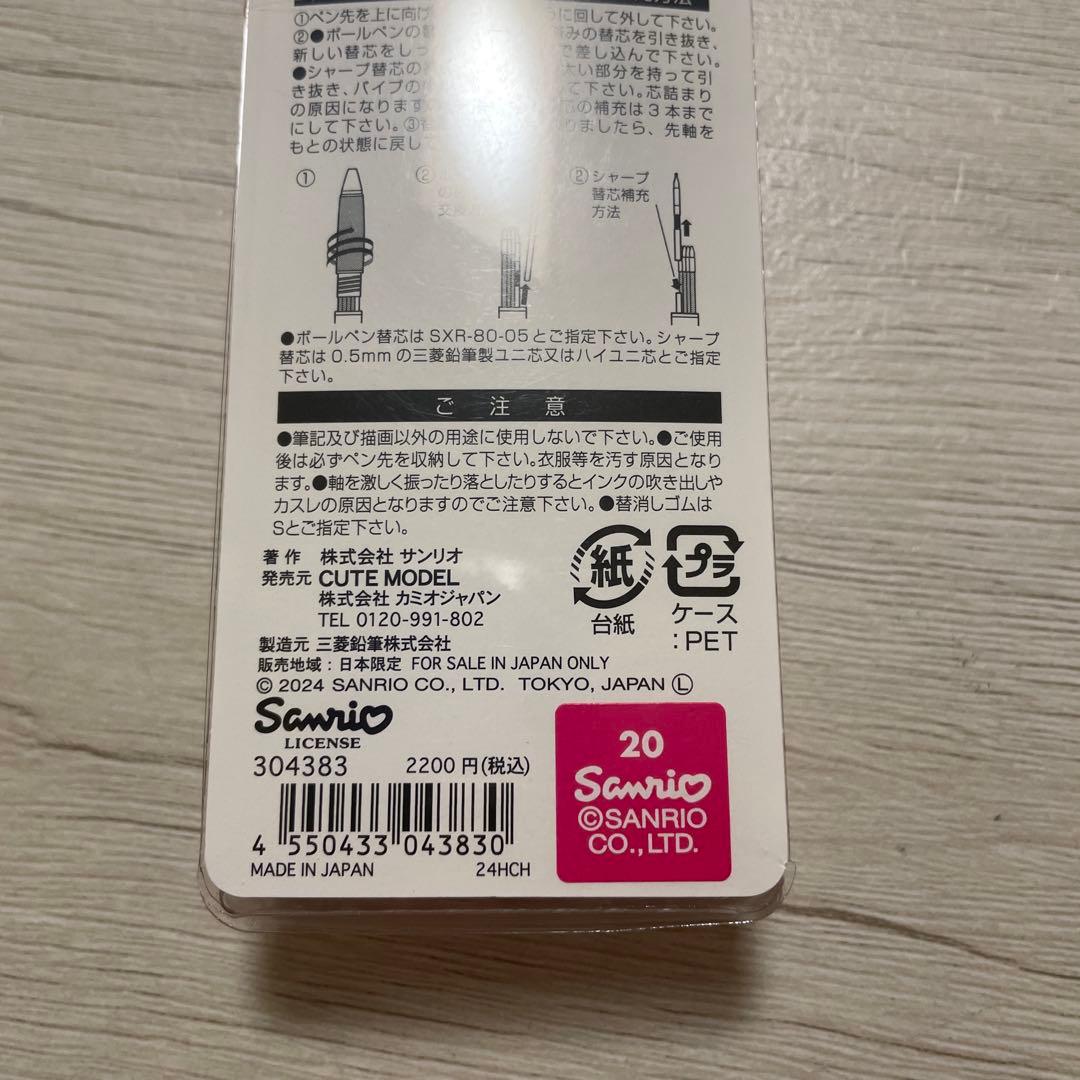 方法
①ペン先を上に向け うに回して外して下さい。
②●ボールペンの 済みの替芯を引き抜き、
新しい替芯をしっ で差し込んで下さい。
●シャープ替芯の 太い部分を持って引
き抜き、パイプの て下さい。芯詰まり
の原因になります 芯の補充は3本まで
にして下さい。③ りましたら、先軸を
もとの状態に戻して
①
②
②シャープ
替芯補充
方法
●ボールペン替芯は SXR-80-05とご指定下さい。シャープ
替芯は0.5mmの三菱鉛筆製ユニ芯又はハイユニ芯とご指定
下さい。
ご 注 意
●筆記及び描画以外の用途に使用しないで下さい。●ご使用
後は必ずペン先を収納して下さい。衣服等を汚す原因となり
ます。●軸を激しく振ったり落としたりするとインクの吹き出しや
カスレの原因となりますのでご注意下さい。●替消しゴムは
Sとご指定下さい。
著 作 株式会社 サンリオ
発売元 CUTE MODEL
株式会社 カミオジャパン
TEL 0120-991-802
製造元 三菱鉛筆株式会社
販売地域:日本限定 FOR SALE IN JAPAN ONLY
© 2024 SANRIO CO., LTD. TOKYO, JAPAN Ⓛ
紙
台紙
プラ
ケース
:PET
Sanrio
LICENSE
304383 2200円(税込)
4 550433 043830
MADE IN JAPAN 24HCH
20
Sanrio
©SANRIO
CO.,LTD.